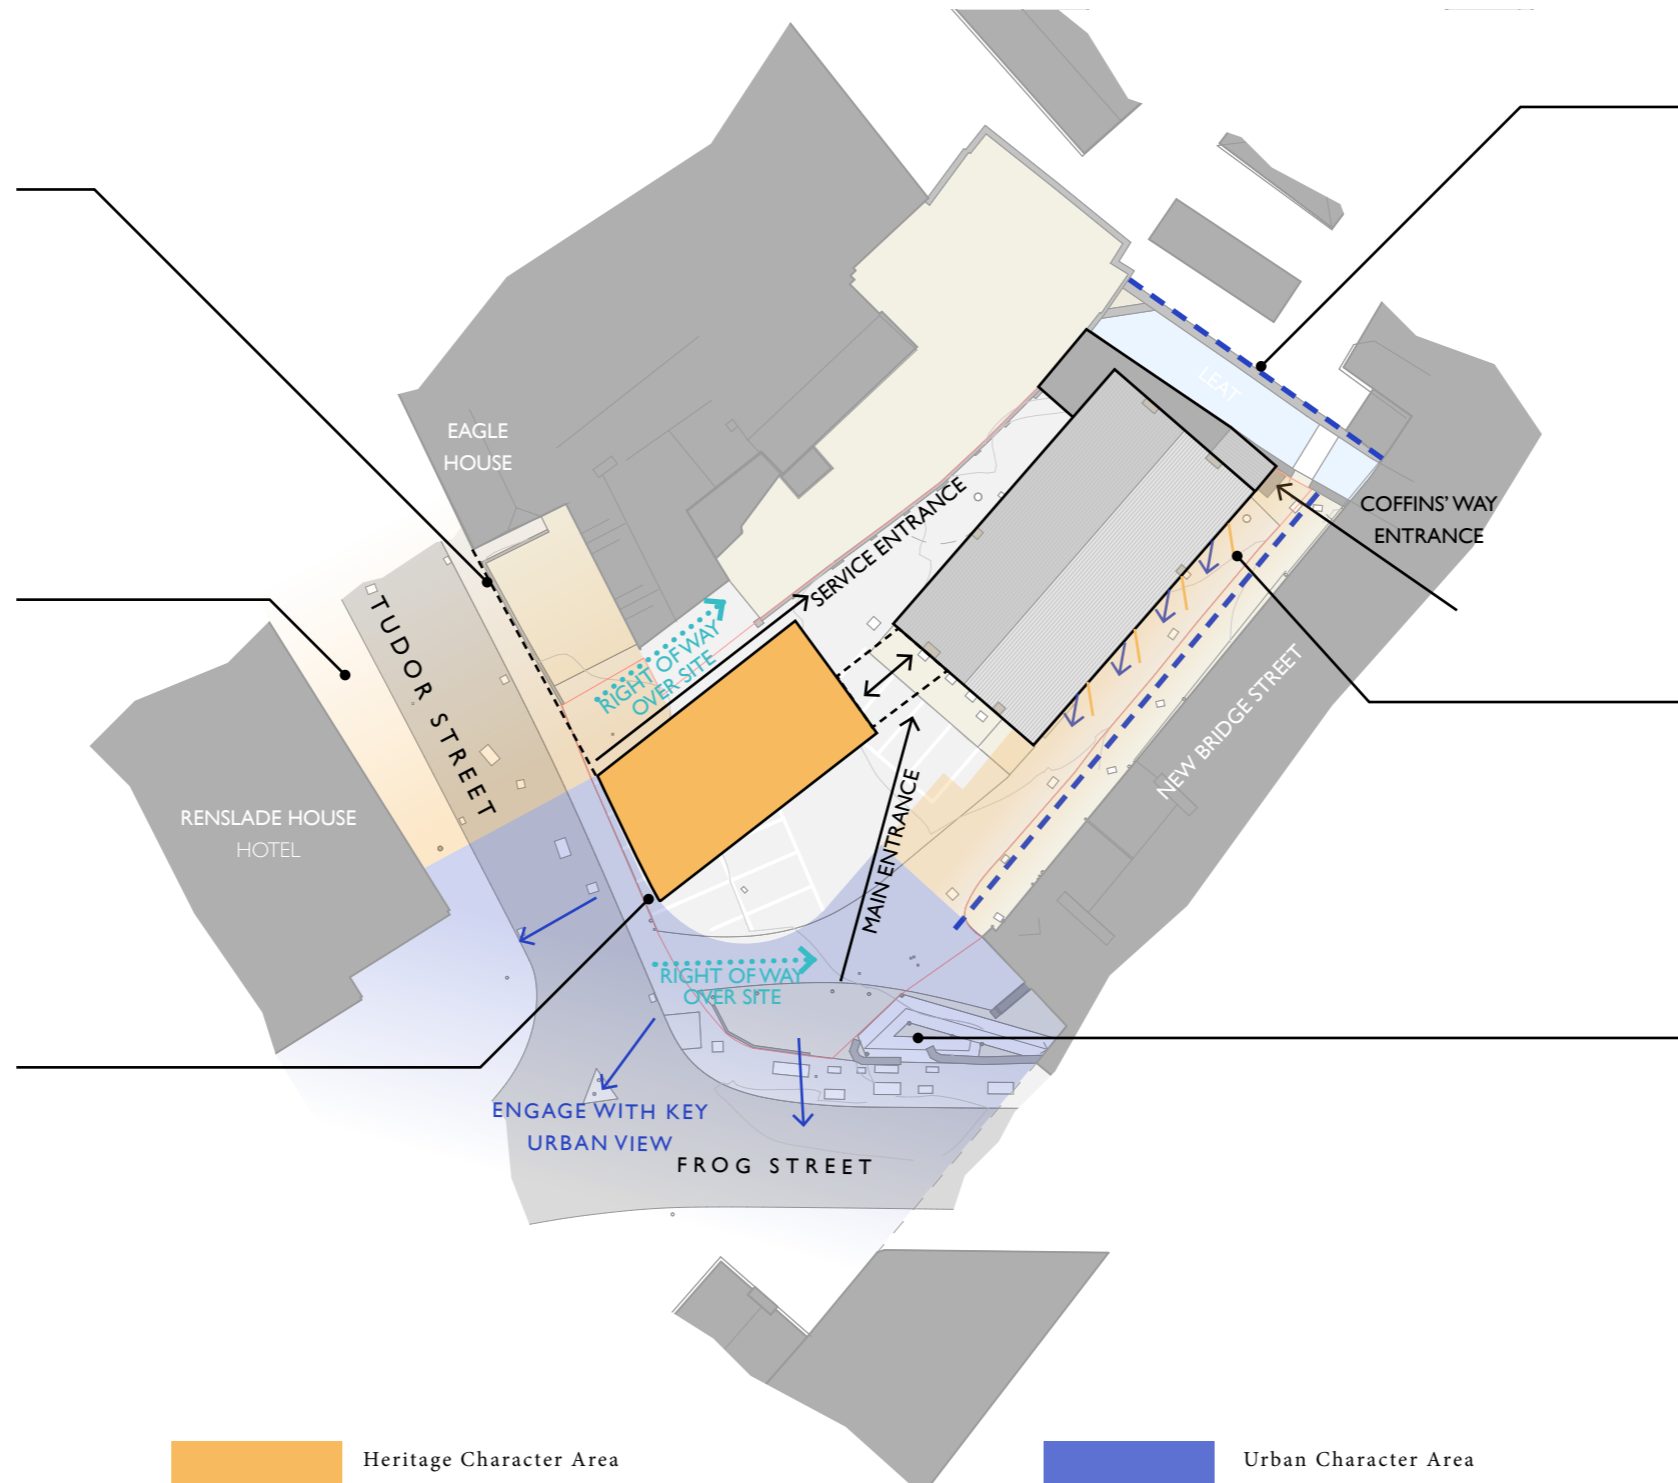 LEAT
EAGLE
HOUSE
COFFINS' WAY
ENTRANCE
SERVICE ENTRANCE
TUDOR STREET
RIGHT OF WAY
OVER SITE
NEW BRIDGE STREET
RENSLADE HOUSE
HOTEL
MAIN ENTRANCE
RIGHT OF WAY
OVER SITE
ENGAGE WITH KEY
URBAN VIEW
FROG STREET
Heritage Character Area
Urban Character Area